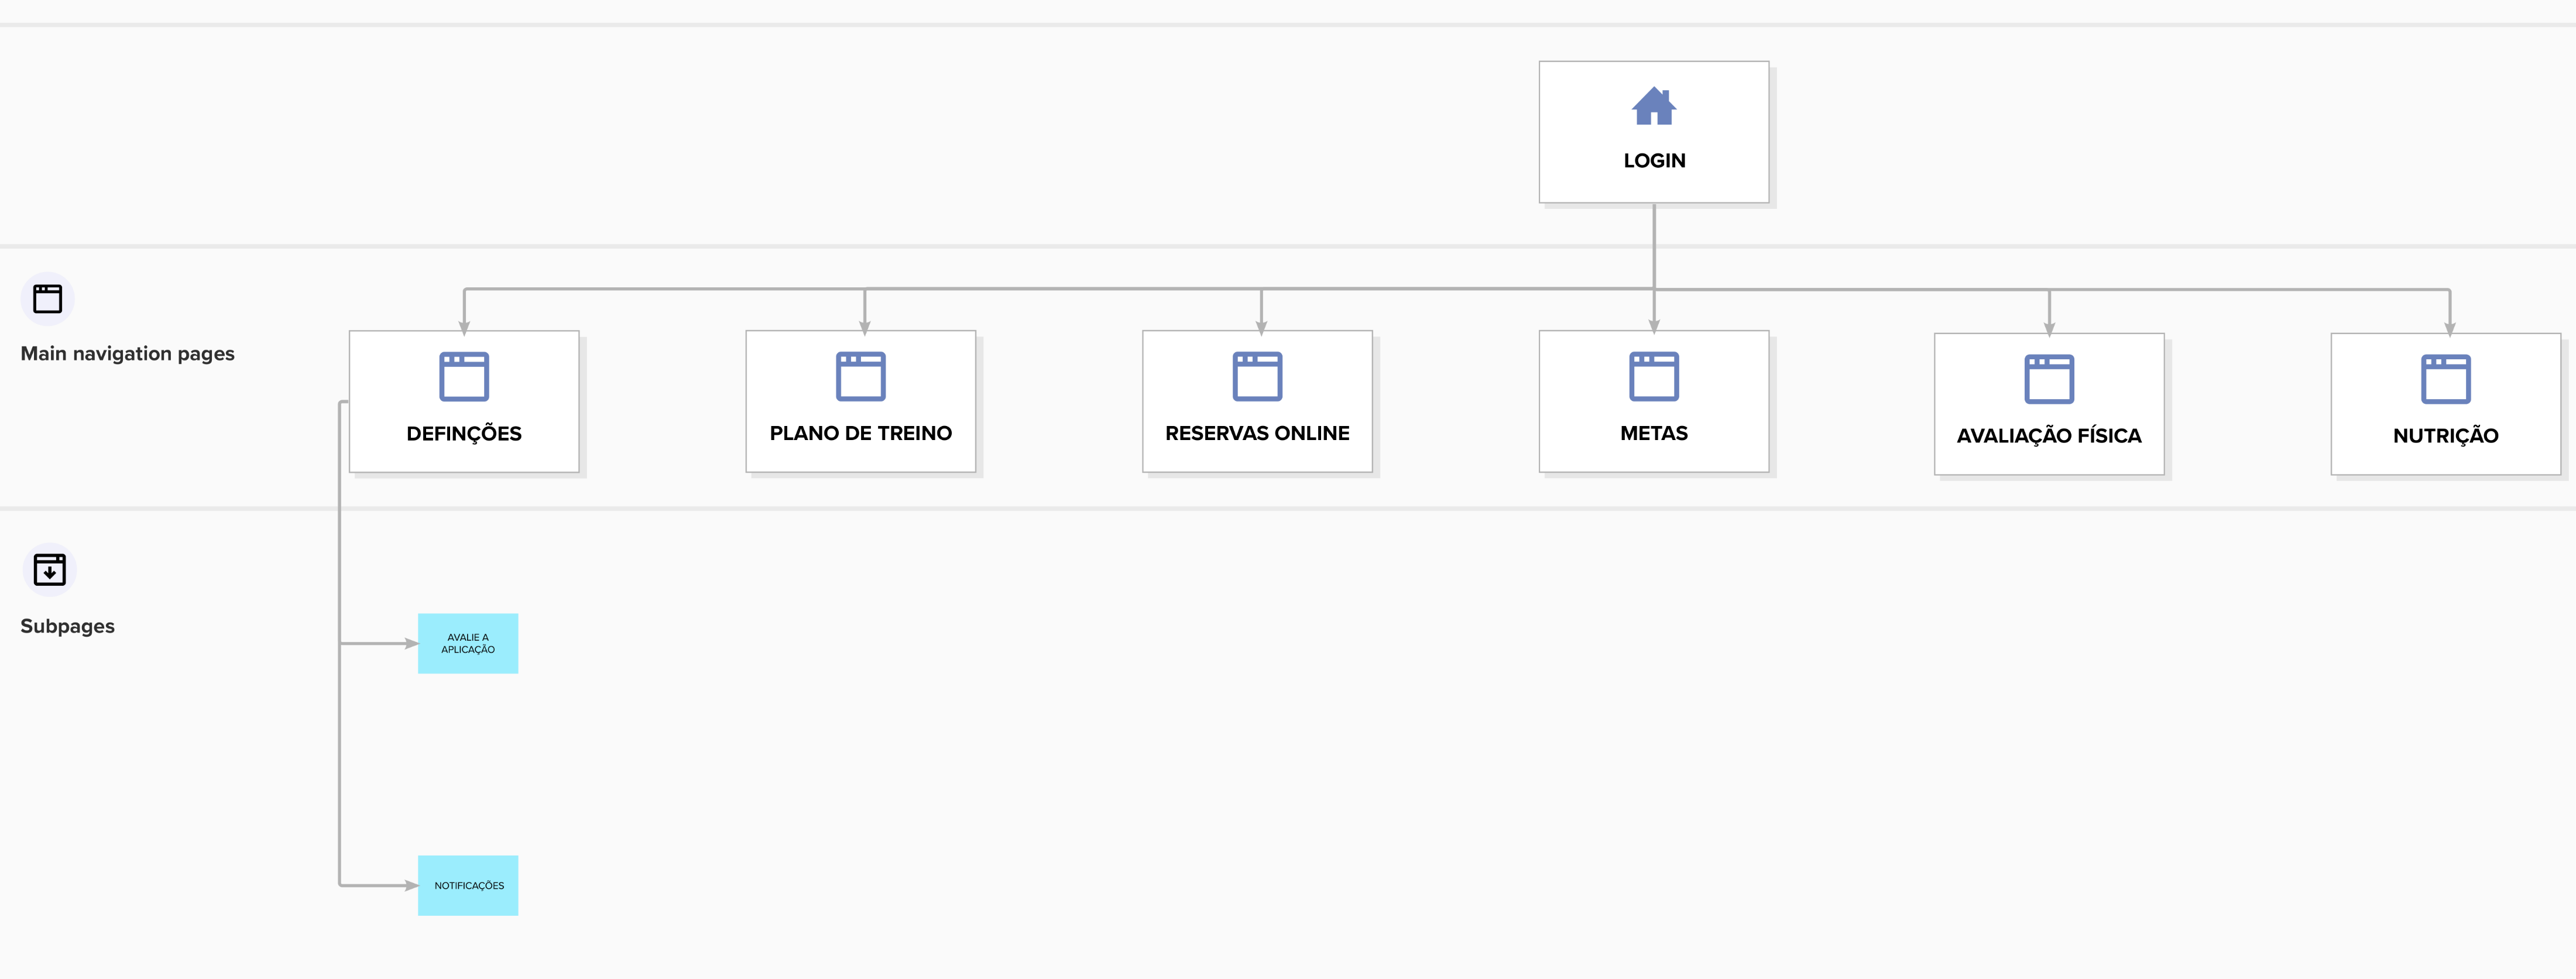 LOGIN
Main navigation pages
DEFINÇÕES
PLANO DE TREINO
RESERVAS ONLINE
METAS
AVALIAÇÃO FÍSICA
NUTRIÇÃO
Subpages
AVALIE A
APLICAÇÃO
NOTIFICAÇÕES